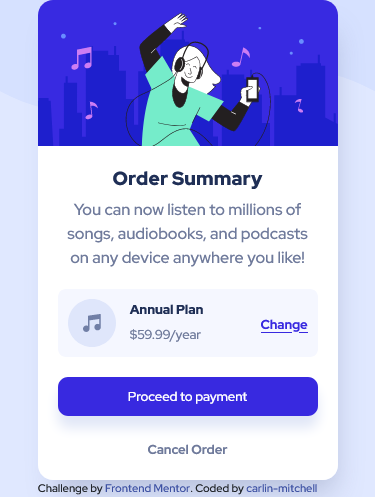 Order Summary
You can now listen to millions of
songs, audiobooks, and podcasts
on any device anywhere you like!
Annual Plan
$59.99/year
Change
Proceed to payment
Cancel Order
Challenge by Frontend Mentor. Coded by carlin-mitchell